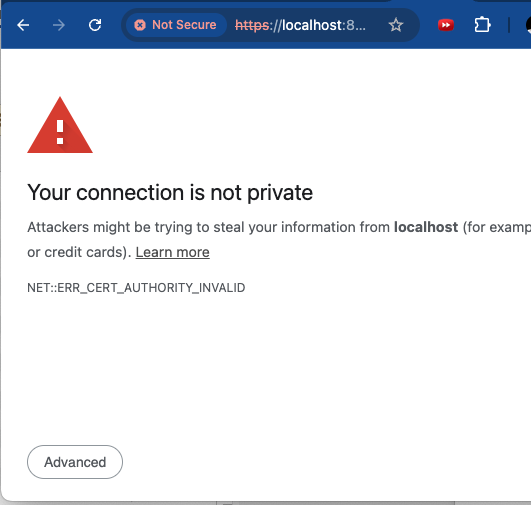 Not Secure https://localhost:8...
Your connection is not private
Attackers might be trying to steal your information from localhost (for examp
or credit cards). Learn more
NET::ERR_CERT_AUTHORITY_INVALID
Advanced